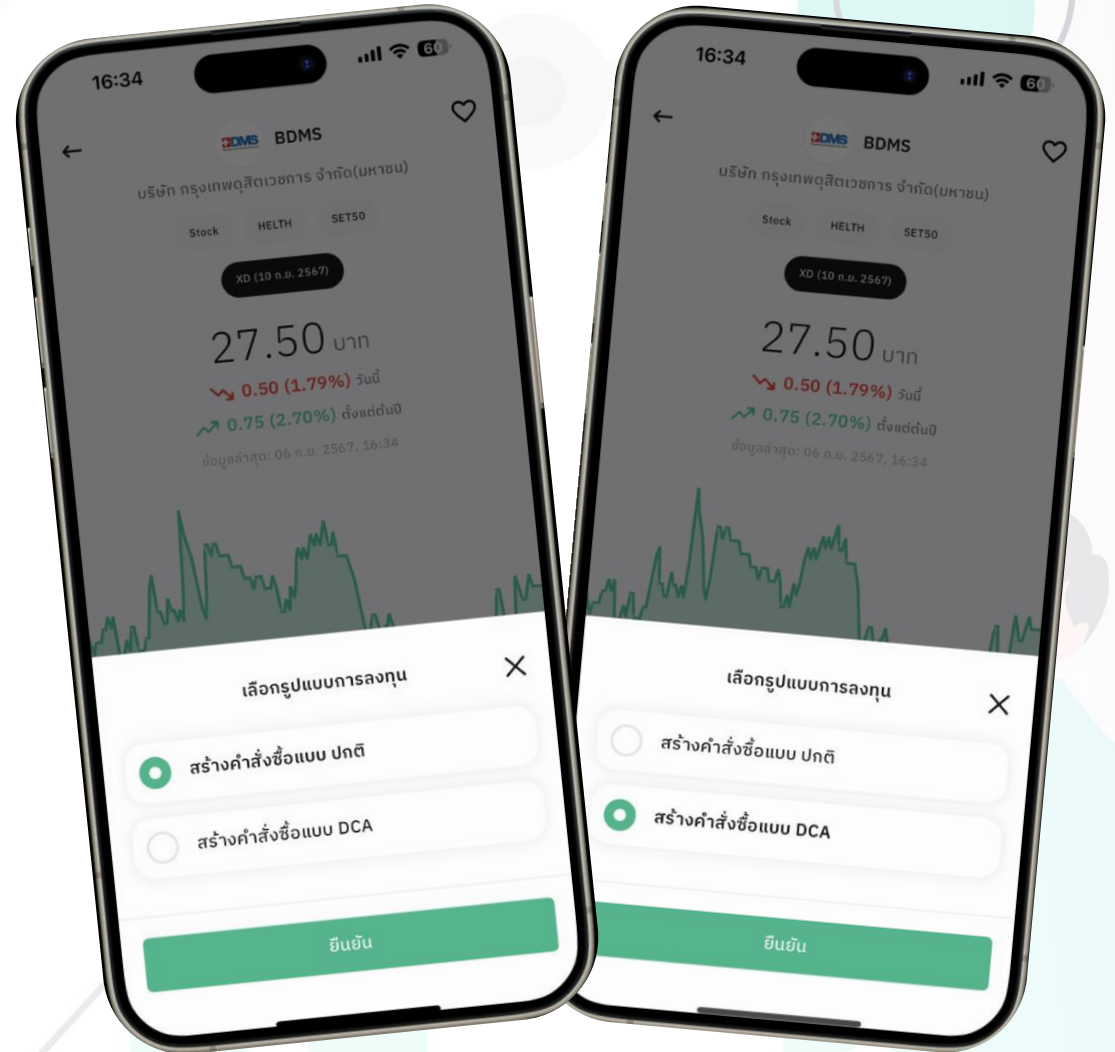 16:34
60
BDMS BDMS
บริษัท กรุงเทพดุสิตเวชการ จำกัด(มหาชน)
Stock HELTH SET50
XD (10 ก.ย. 2567)
27.50 บาท
0.50 (1.79%) วันนี้
0.75 (2.70%) ตั้งแต่ต้นปี
ข้อมูลล่าสุด: 06 ก.ย. 2567, 16:34
เลือกรูปแบบการลงทุน
สร้างคำสั่งซื้อแบบ ปกติ
สร้างคำสั่งซื้อแบบ DCA
ยืนยัน
16:34
60
BDMS BDMS
บริษัท กรุงเทพดุสิตเวชการ จำกัด(มหาชน)
Stock HELTH SET50
XD (10 ก.ย. 2567)
27.50 บาท
0.50 (1.79%) วันนี้
0.75 (2.70%) ตั้งแต่ต้นปี
ข้อมูลล่าสุด: 06 ก.ย. 2567, 16:34
เลือกรูปแบบการลงทุน
สร้างคำสั่งซื้อแบบ ปกติ
สร้างคำสั่งซื้อแบบ DCA
ยืนยัน